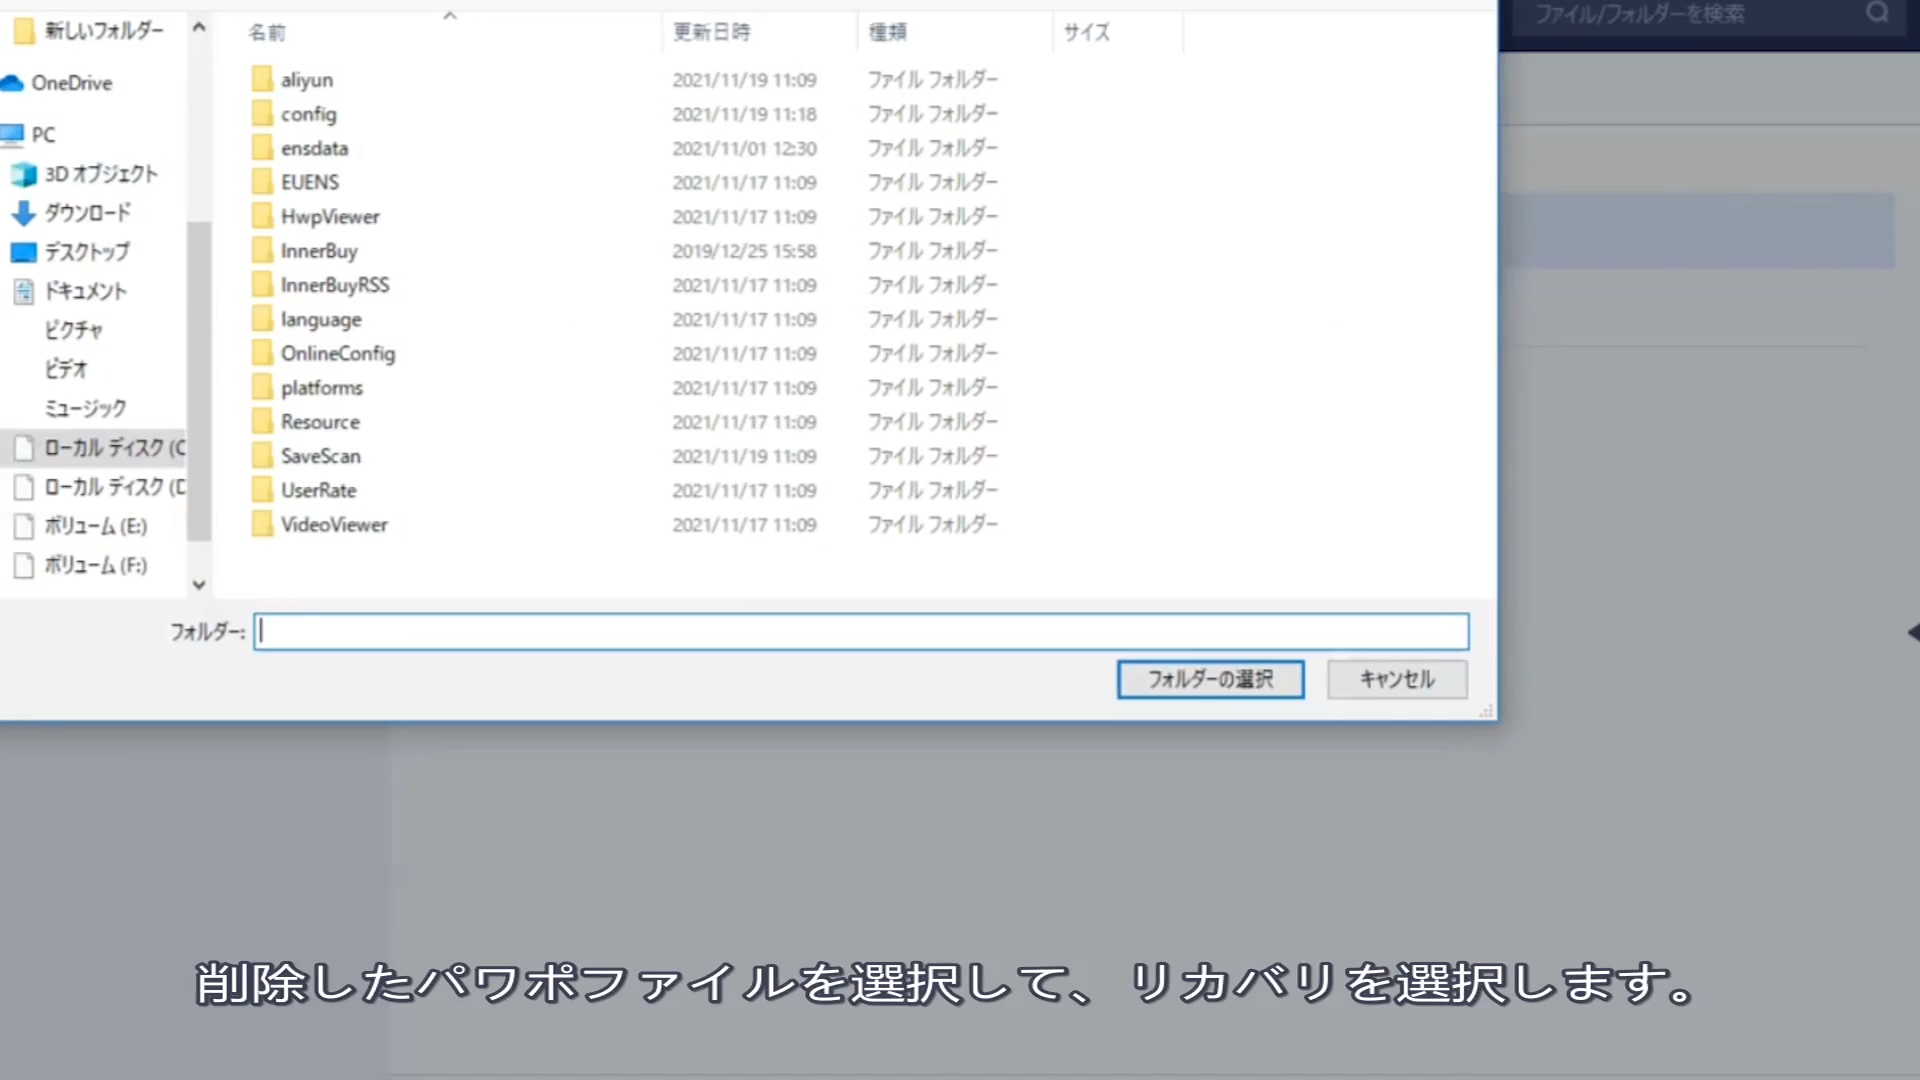 ファイル/フォルダーを検索
新しいフォルダー
OneDrive
PC
3D オブジェクト
ダウンロード
デスクトップ
ドキュメント
ピクチャ
ビデオ
ミュージック
ローカル ディスク (C
ローカル ディスク (D
ボリューム (E:)
ボリューム (F:)
名前 更新日時 種類 サイズ
aliyun 2021/11/19 11:09 ファイル フォルダー
config 2021/11/19 11:18 ファイル フォルダー
ensdata 2021/11/01 12:30 ファイル フォルダー
EUENS 2021/11/17 11:09 ファイル フォルダー
HwpViewer 2021/11/17 11:09 ファイル フォルダー
InnerBuy 2019/12/25 15:58 ファイル フォルダー
InnerBuyRSS 2021/11/17 11:09 ファイル フォルダー
language 2021/11/17 11:09 ファイル フォルダー
OnlineConfig 2021/11/17 11:09 ファイル フォルダー
platforms 2021/11/17 11:09 ファイル フォルダー
Resource 2021/11/17 11:09 ファイル フォルダー
SaveScan 2021/11/19 11:09 ファイル フォルダー
UserRate 2021/11/17 11:09 ファイル フォルダー
VideoViewer 2021/11/17 11:09 ファイル フォルダー
フォルダー:
フォルダーの選択 キャンセル
削除したパワポファイルを選択して、リカバリを選択します。